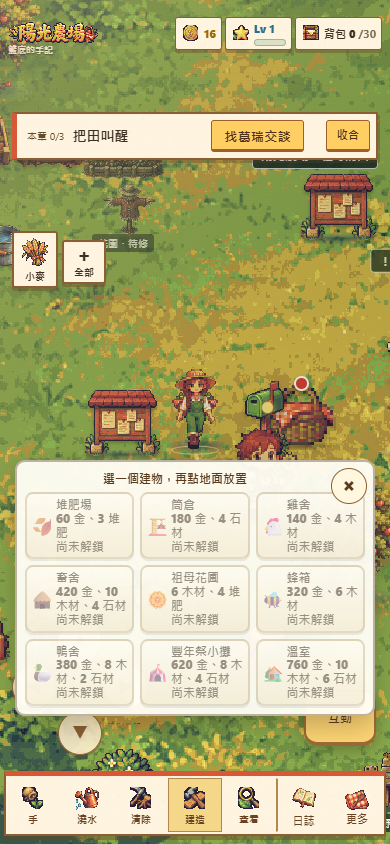 陽光農場
籃底的手記
16
Lv 1
背包 0/30
本章 0/3 把田叫醒
找葛瑞交談
收合
花圃·待修
小麥
+
全部
!
選一個建物，再點地面放置
×
堆肥場
60 金、3 堆
肥
尚未解鎖
筒倉
180 金、4 石
材
尚未解鎖
雞舍
140 金、4 木
材
尚未解鎖
畜舍
420 金、10
木材、4 石材
尚未解鎖
祖母花圃
6 木材、4 堆
肥
尚未解鎖
蜂箱
320 金、6 木
材
尚未解鎖
鴨舍
380 金、8 木
材、2 石材
尚未解鎖
豐年祭小攤
620 金、8 木
材、4 石材
尚未解鎖
溫室
760 金、10
木材、6 石材
尚未解鎖
▼
互動
手
澆水
清除
建造
查看
日誌
更多